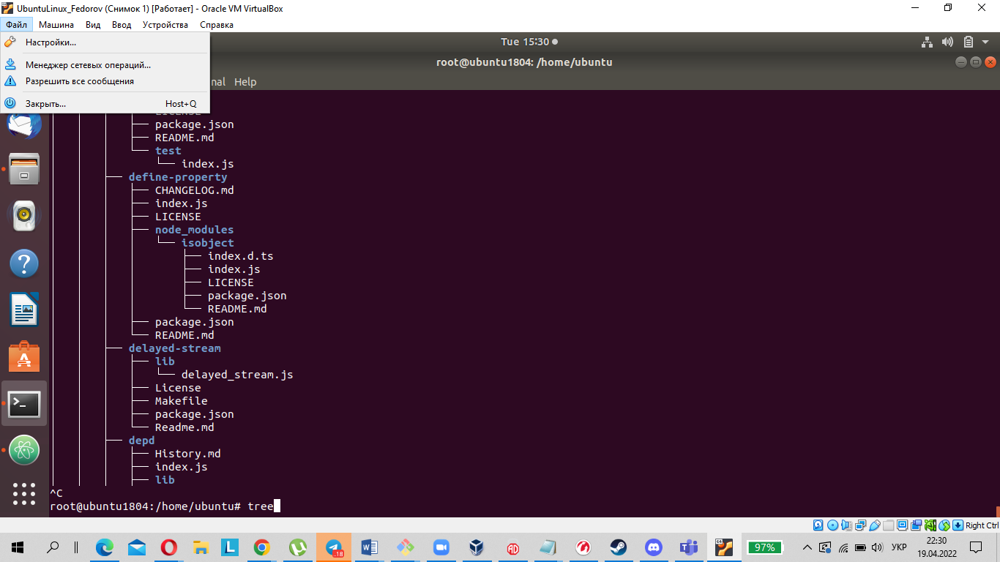 UbuntuLinux_Fedorov (Снимок 1) [Работает] - Oracle VM VirtualBox
Файл Машина Вид Ввод Устройства Справка
Настройки...
Менеджер сетевых операций...
Разрешить все сообщения
Закрыть... Host+Q
Tue 15:30
root@ubuntu1804: /home/ubuntu
nal Help
LICENSE
package.json
README.md
test
index.js
define-property
CHANGELOG.md
index.js
LICENSE
node_modules
isobject
index.d.ts
index.js
LICENSE
package.json
README.md
package.json
README.md
delayed-stream
lib
delayed_stream.js
License
Makefile
package.json
Readme.md
depd
History.md
index.js
lib
^C
root@ubuntu1804:/home/ubuntu# tree
Right Ctrl
97%
УКР
22:30
19.04.2022